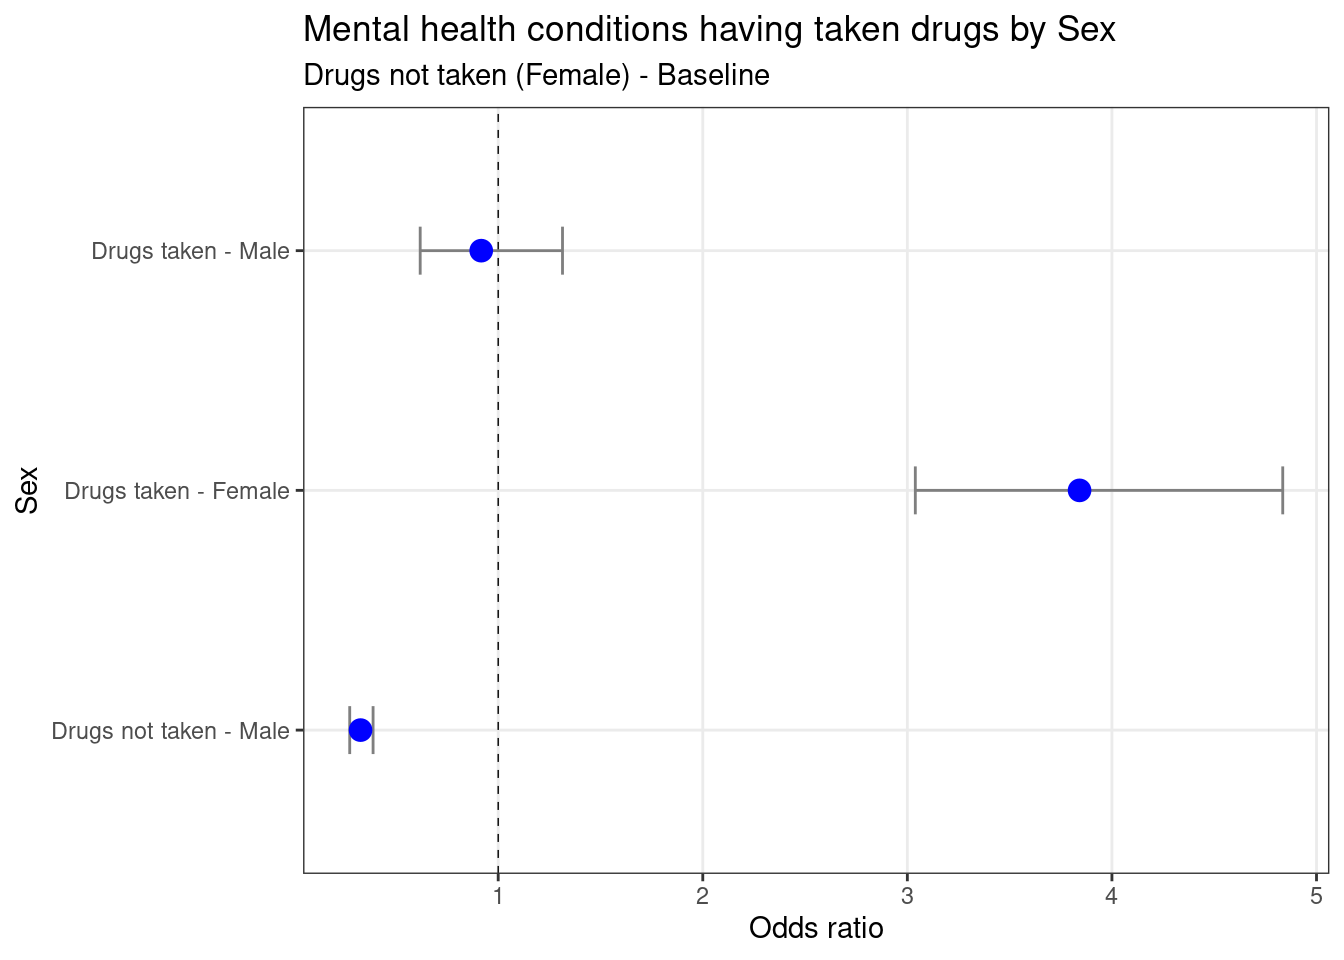 Mental health conditions having taken drugs by Sex
Drugs not taken (Female) - Baseline
Drugs taken - Male
Drugs taken - Female
Drugs not taken - Male
Sex
1 2 3 4 5
Odds ratio